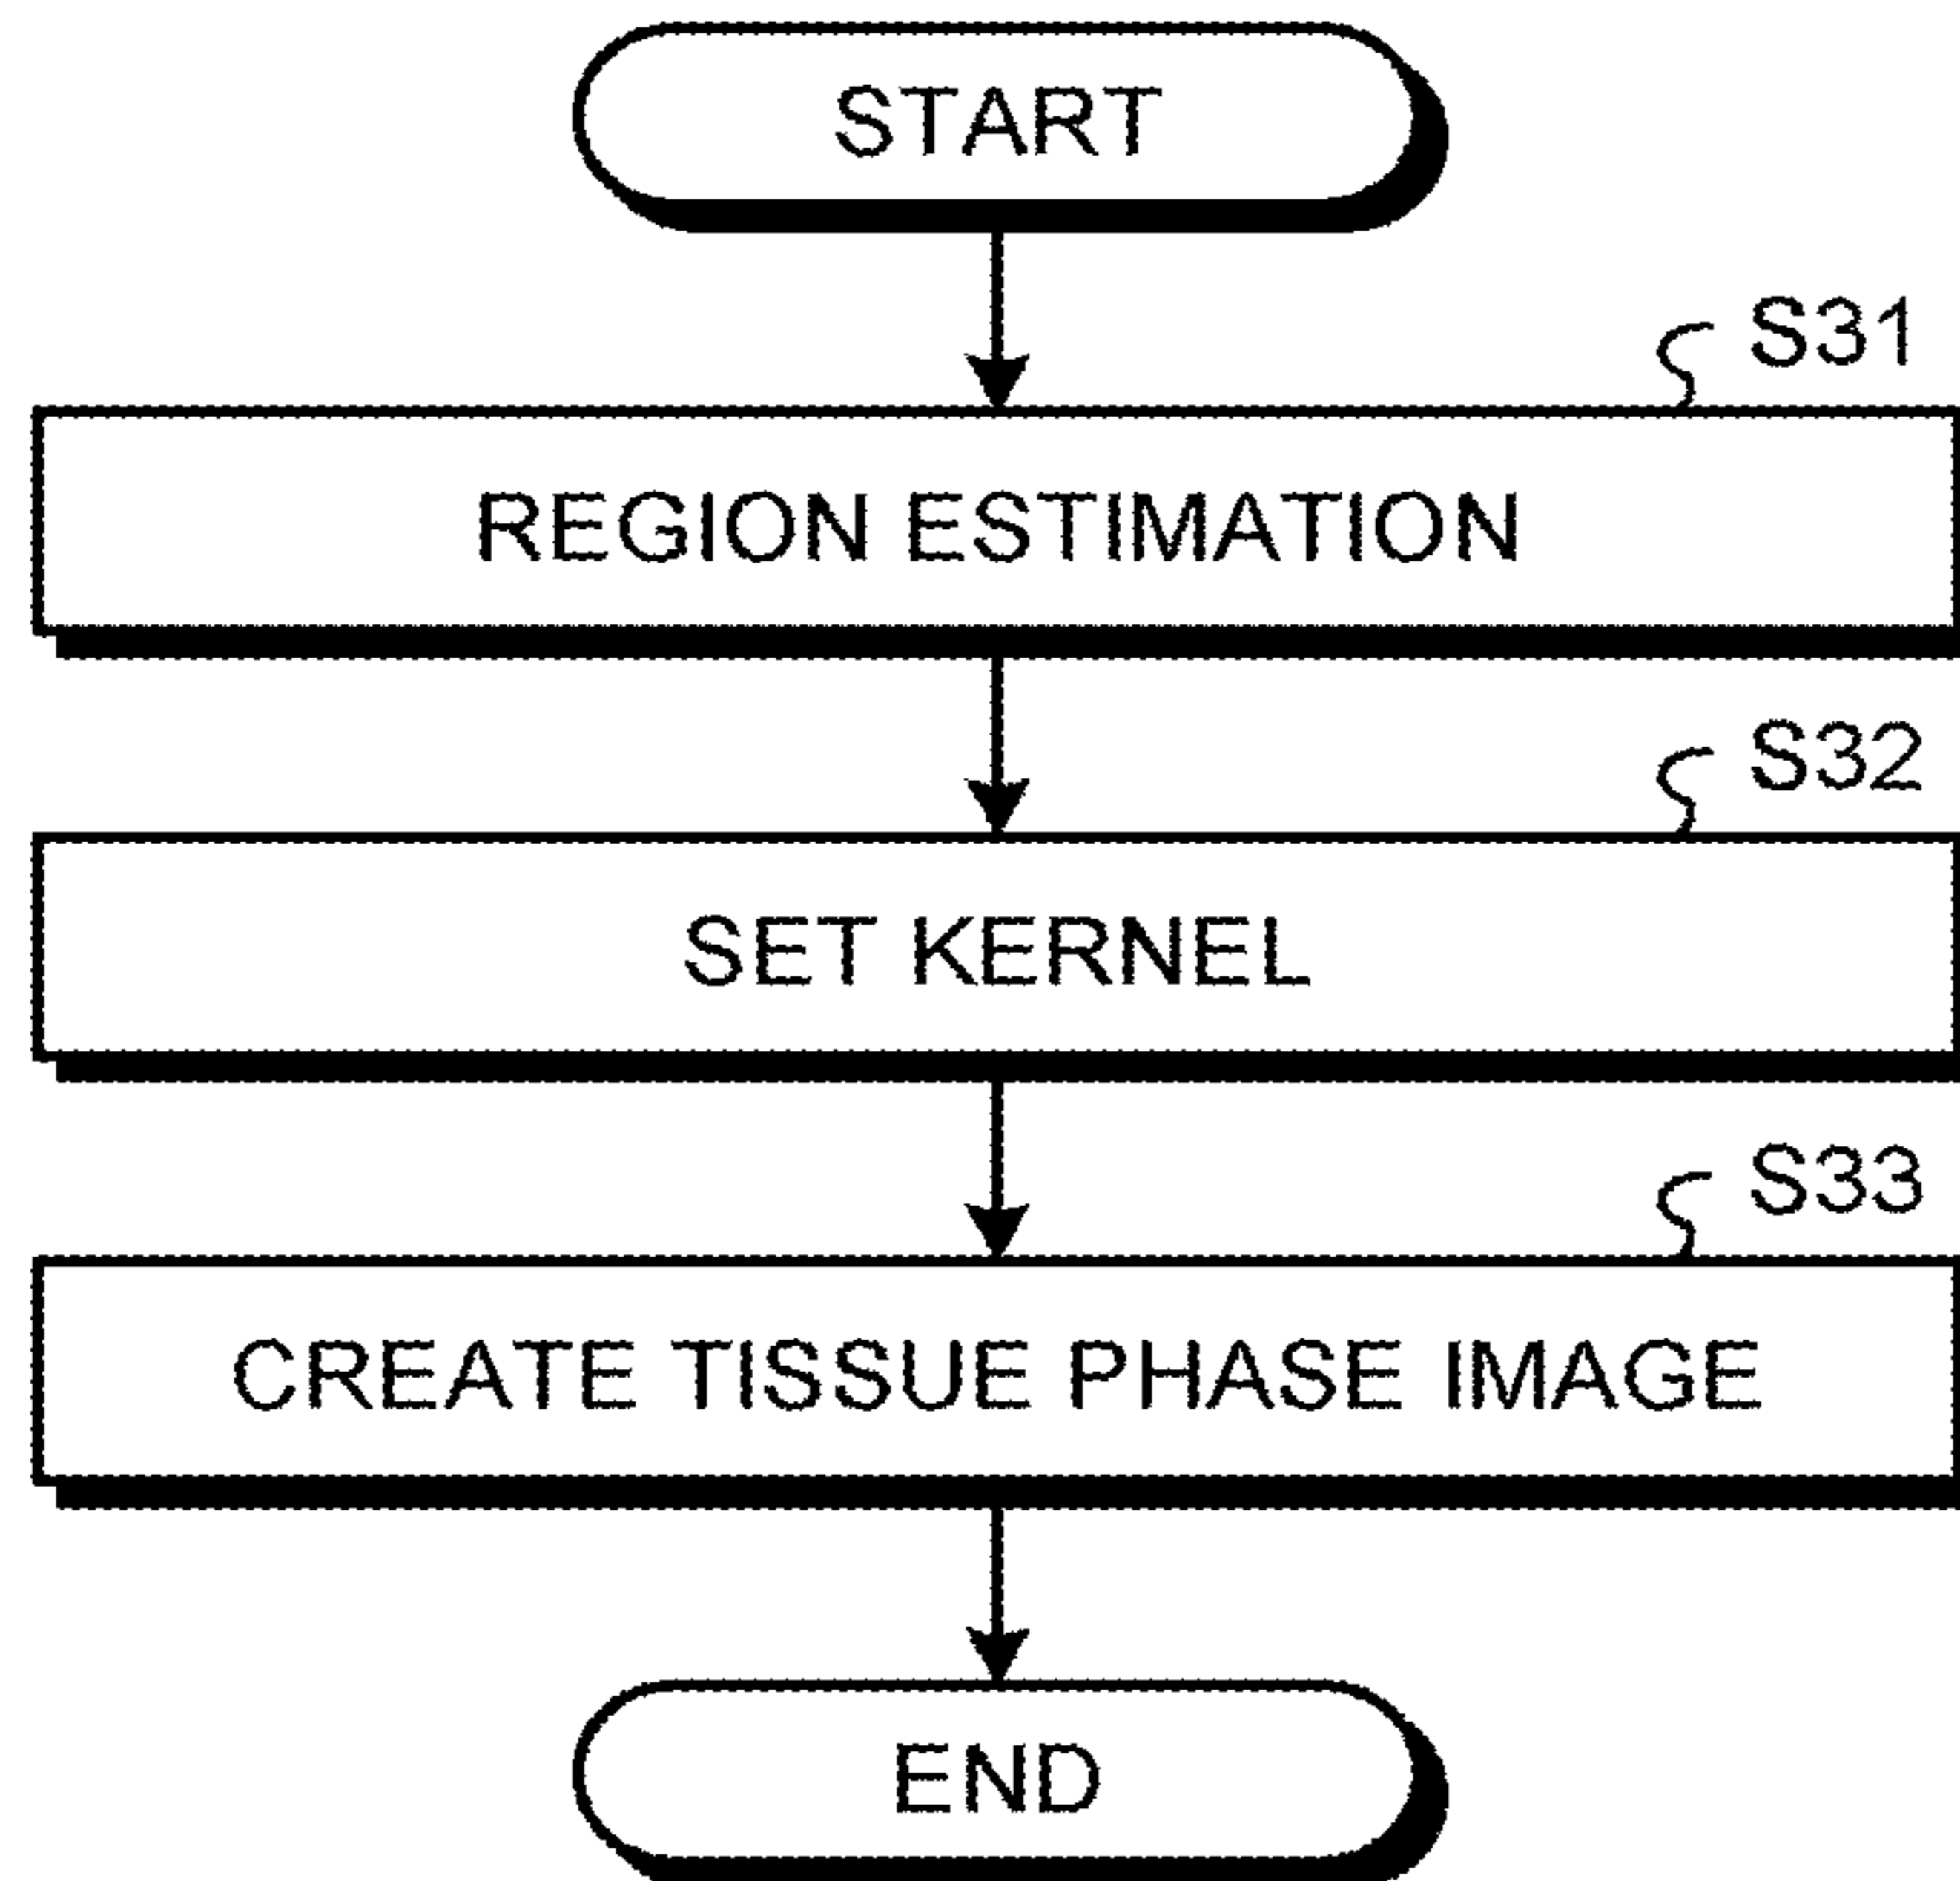 START
S31
REGION ESTIMATION
S32
SET KERNEL
S33
CREATE TISSUE PHASE IMAGE
END